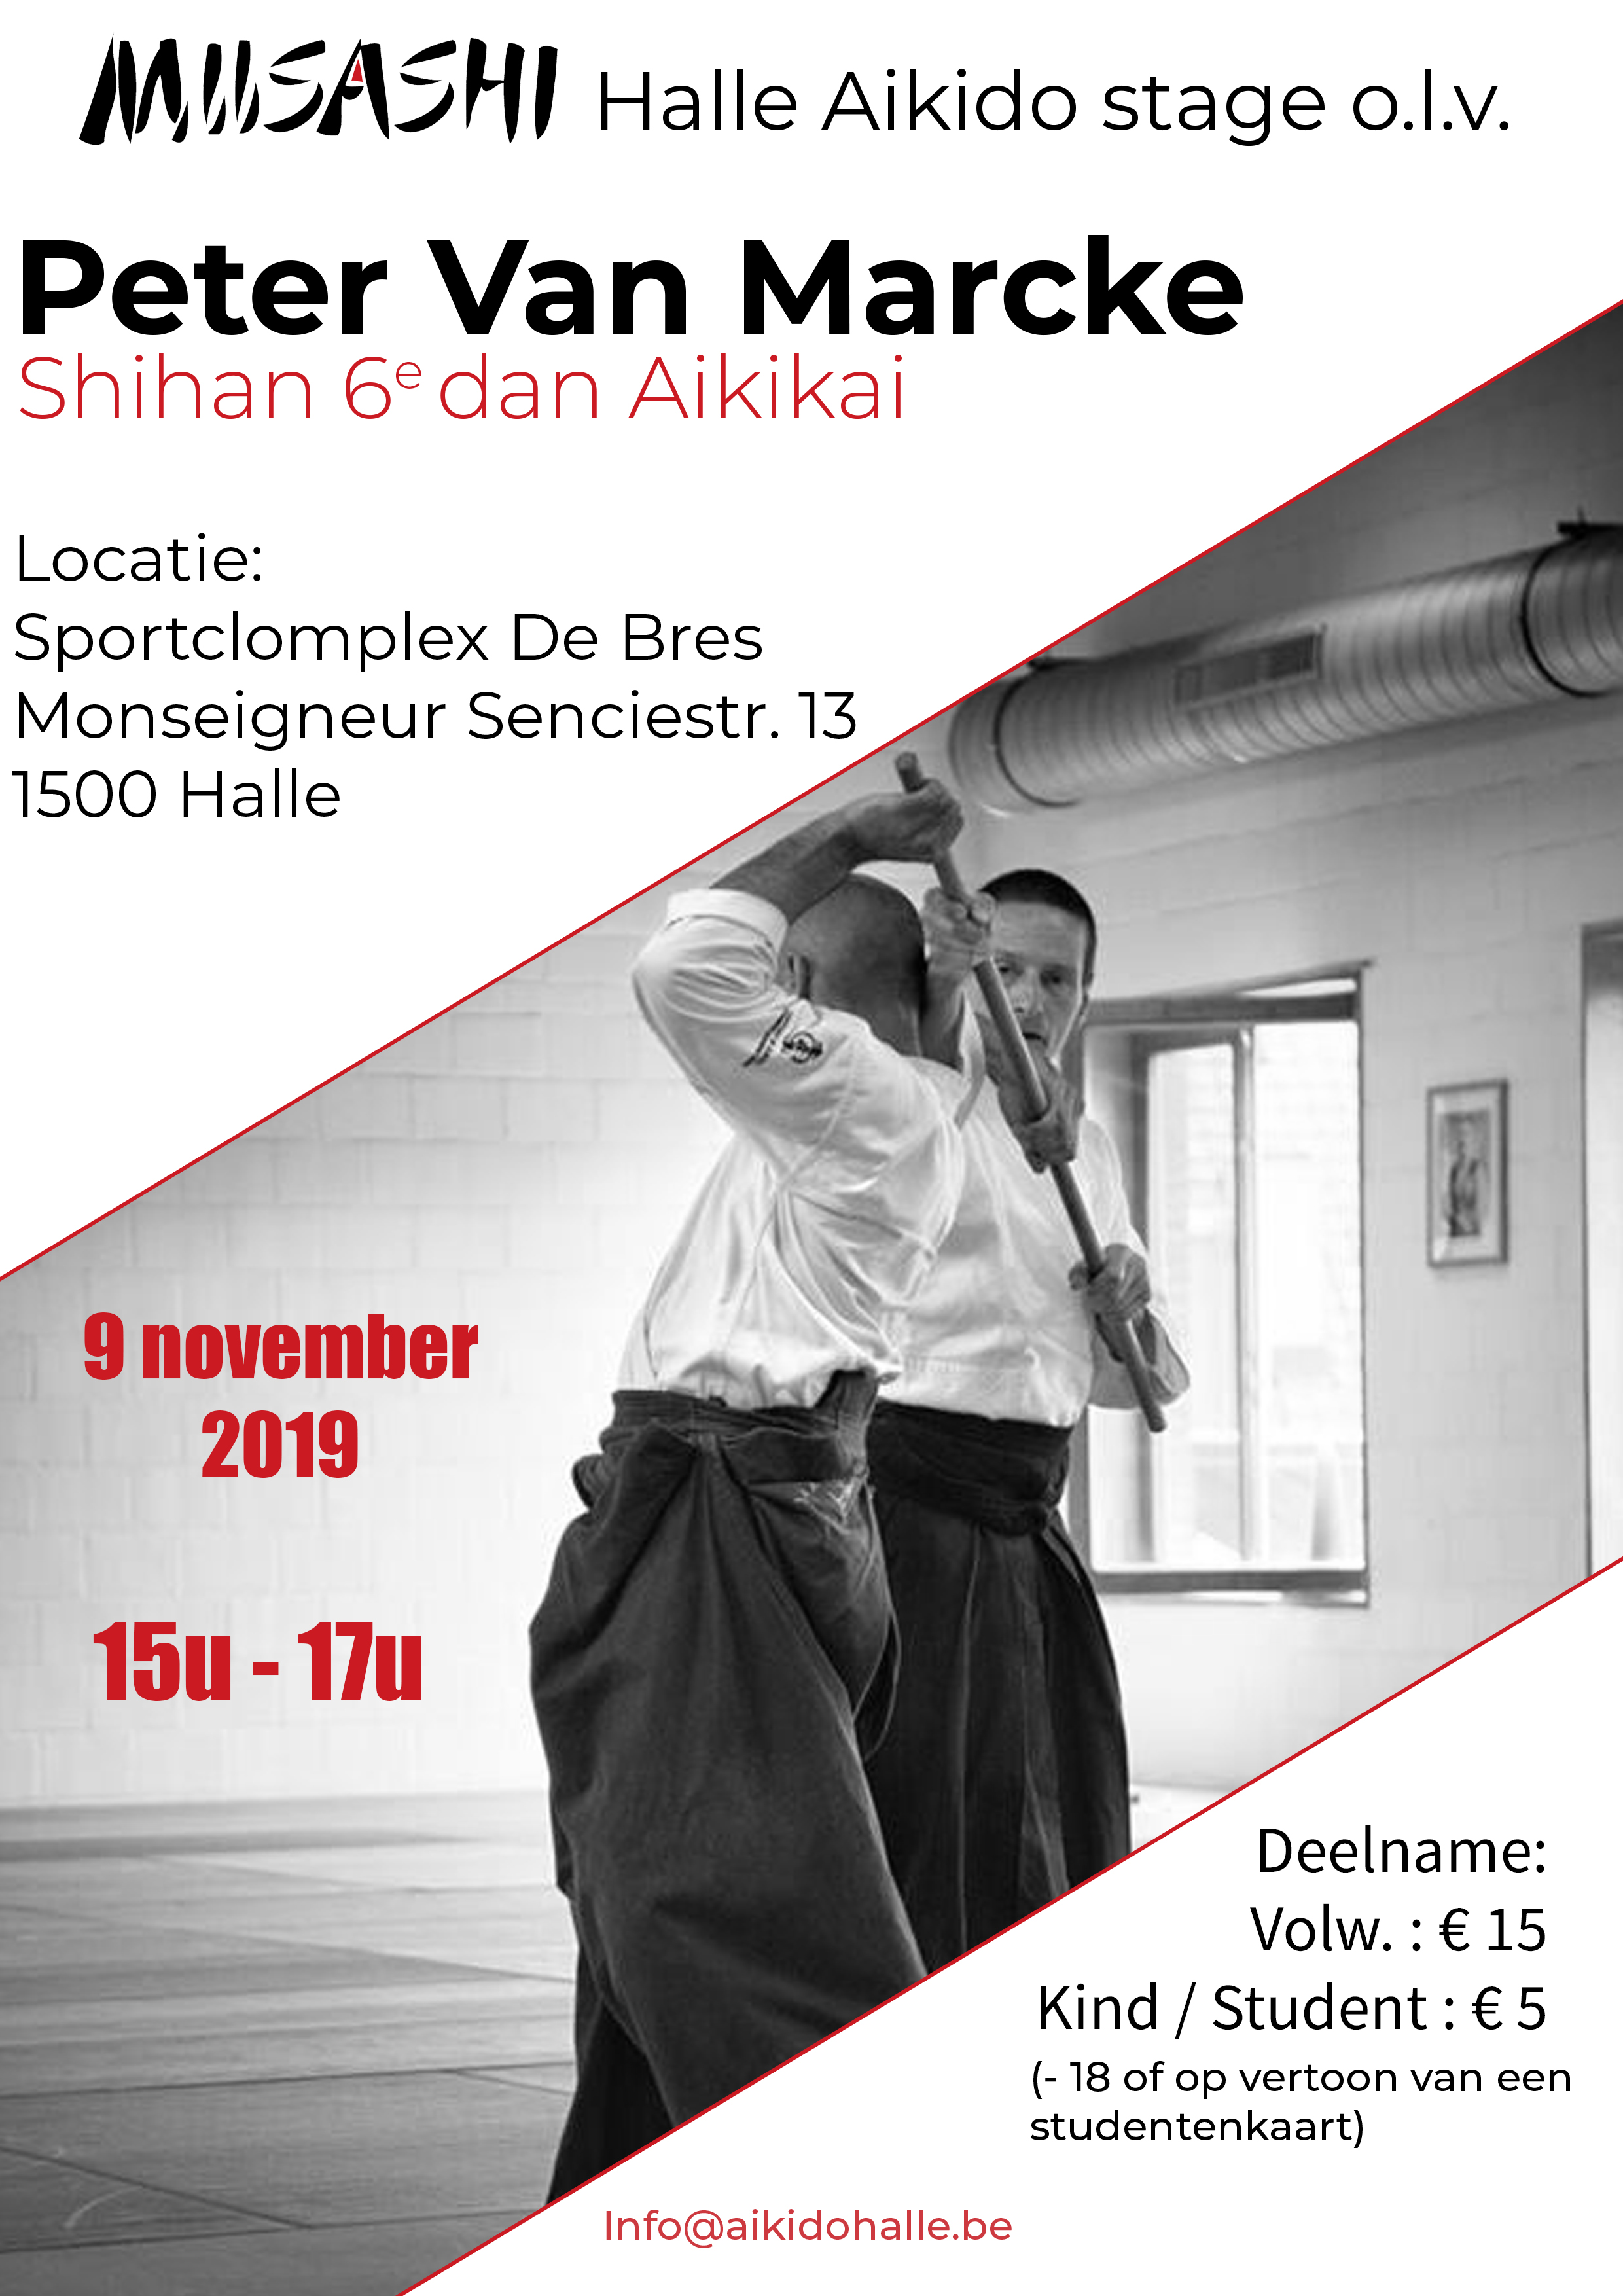 MUSASHI Halle Aikido stage o.l.v.
Peter Van Marcke
Shihan 6e dan Aikikai
Locatie:
Sportclomplex De Bres
Monseigneur Senciestr. 13
1500 Halle
9 november
2019
15u - 17u
Deelname:
Volw. : € 15
Kind / Student : € 5
(- 18 of op vertoon van een
studentenkaart)
Info@aikidohalle.be